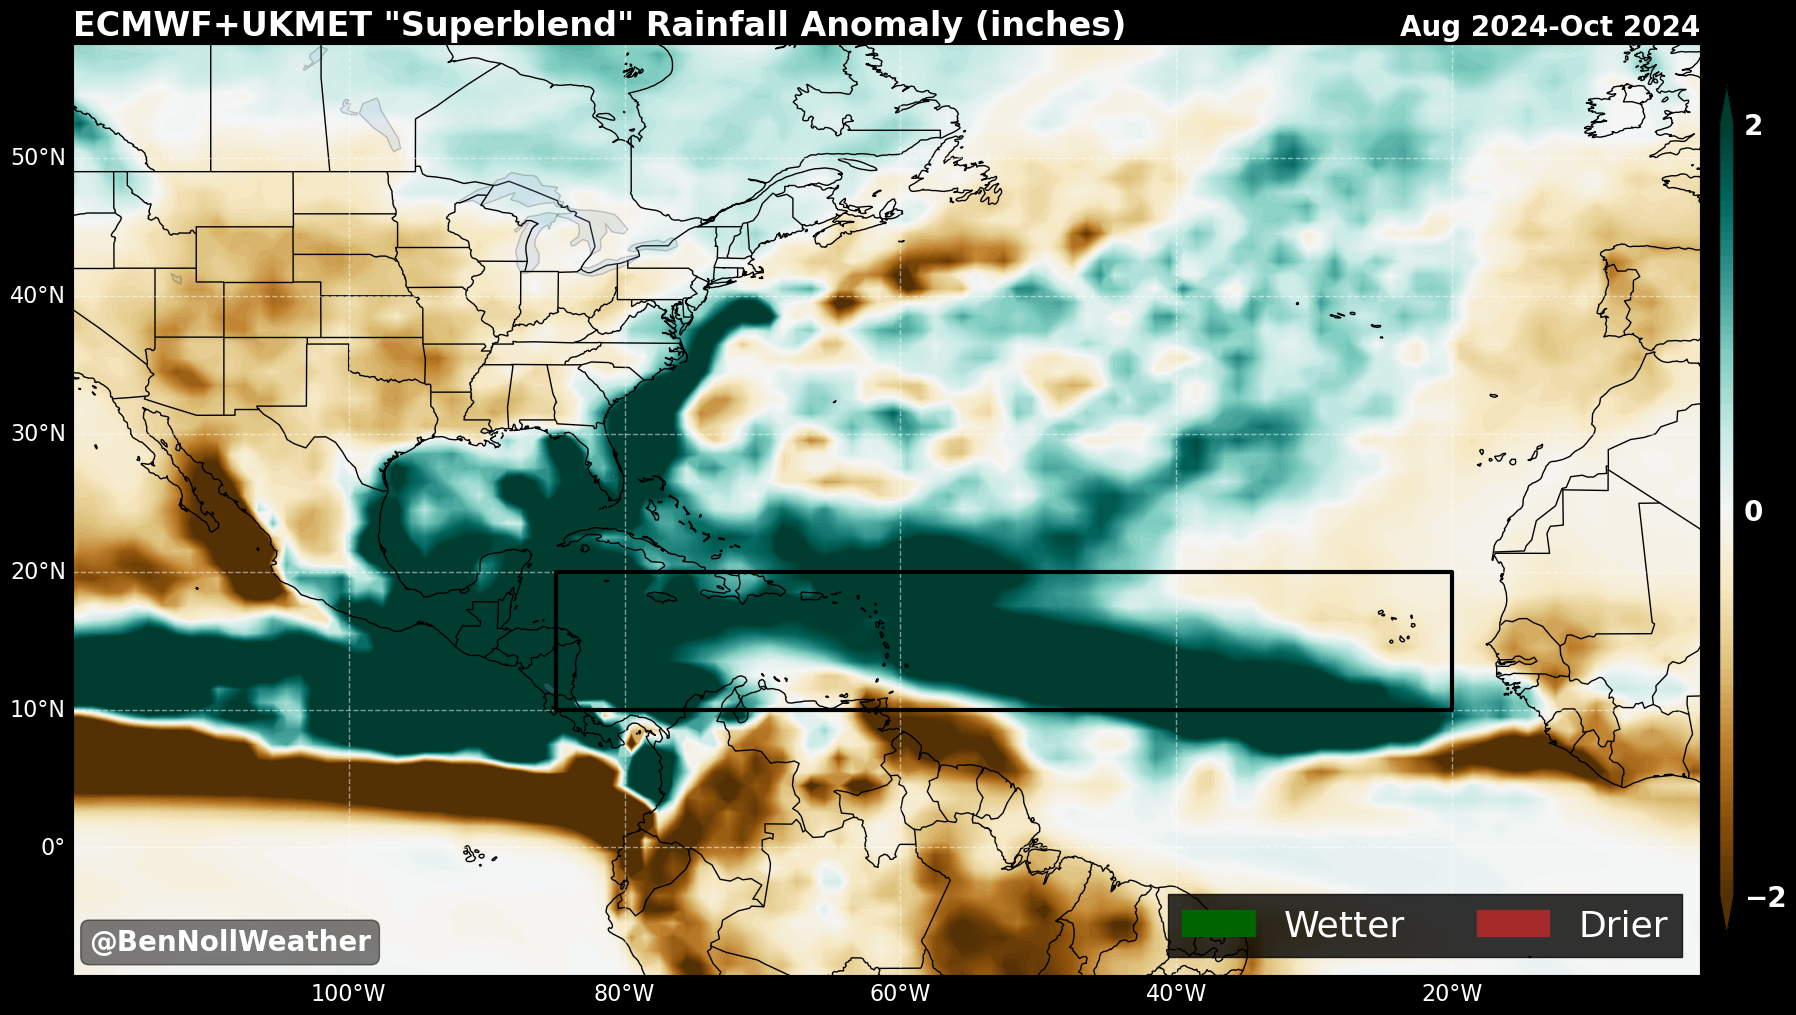 ECMWF+UKMET "Superblend" Rainfall Anomaly (inches)
Aug 2024-Oct 2024
50°N
40°N
30°N
20°N
10°N
0°
2
0
−2
@BenNollWeather
Wetter
Drier
100°W
80°W
60°W
40°W
20°W